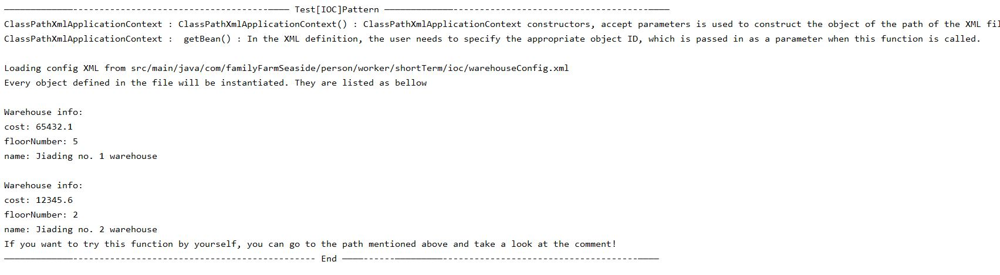 ————————————-------------------------------------———— Test[IOC]Pattern —————————————-------------------------------------————
ClassPathXmlApplicationContext : ClassPathXmlApplicationContext() : ClassPathXmlApplicationContext constructors, accept parameters is used to construct the object of the path of the XML fil
ClassPathXmlApplicationContext :  getBean() : In the XML definition, the user needs to specify the appropriate object ID, which is passed in as a parameter when this function is called.
Loading config XML from src/main/java/com/familyFarmSeaside/person/worker/shortTerm/ioc/warehouseConfig.xml
Every object defined in the file will be instantiated. They are listed as bellow
Warehouse info:
cost: 65432.1
floorNumber: 5
name: Jiading no. 1 warehouse
Warehouse info:
cost: 12345.6
floorNumber: 2
name: Jiading no. 2 warehouse
If you want to try this function by yourself, you can go to the path mentioned above and take a look at the comment!
—————————————---------------------------------------------- End ————------—————————-------------------------------------————